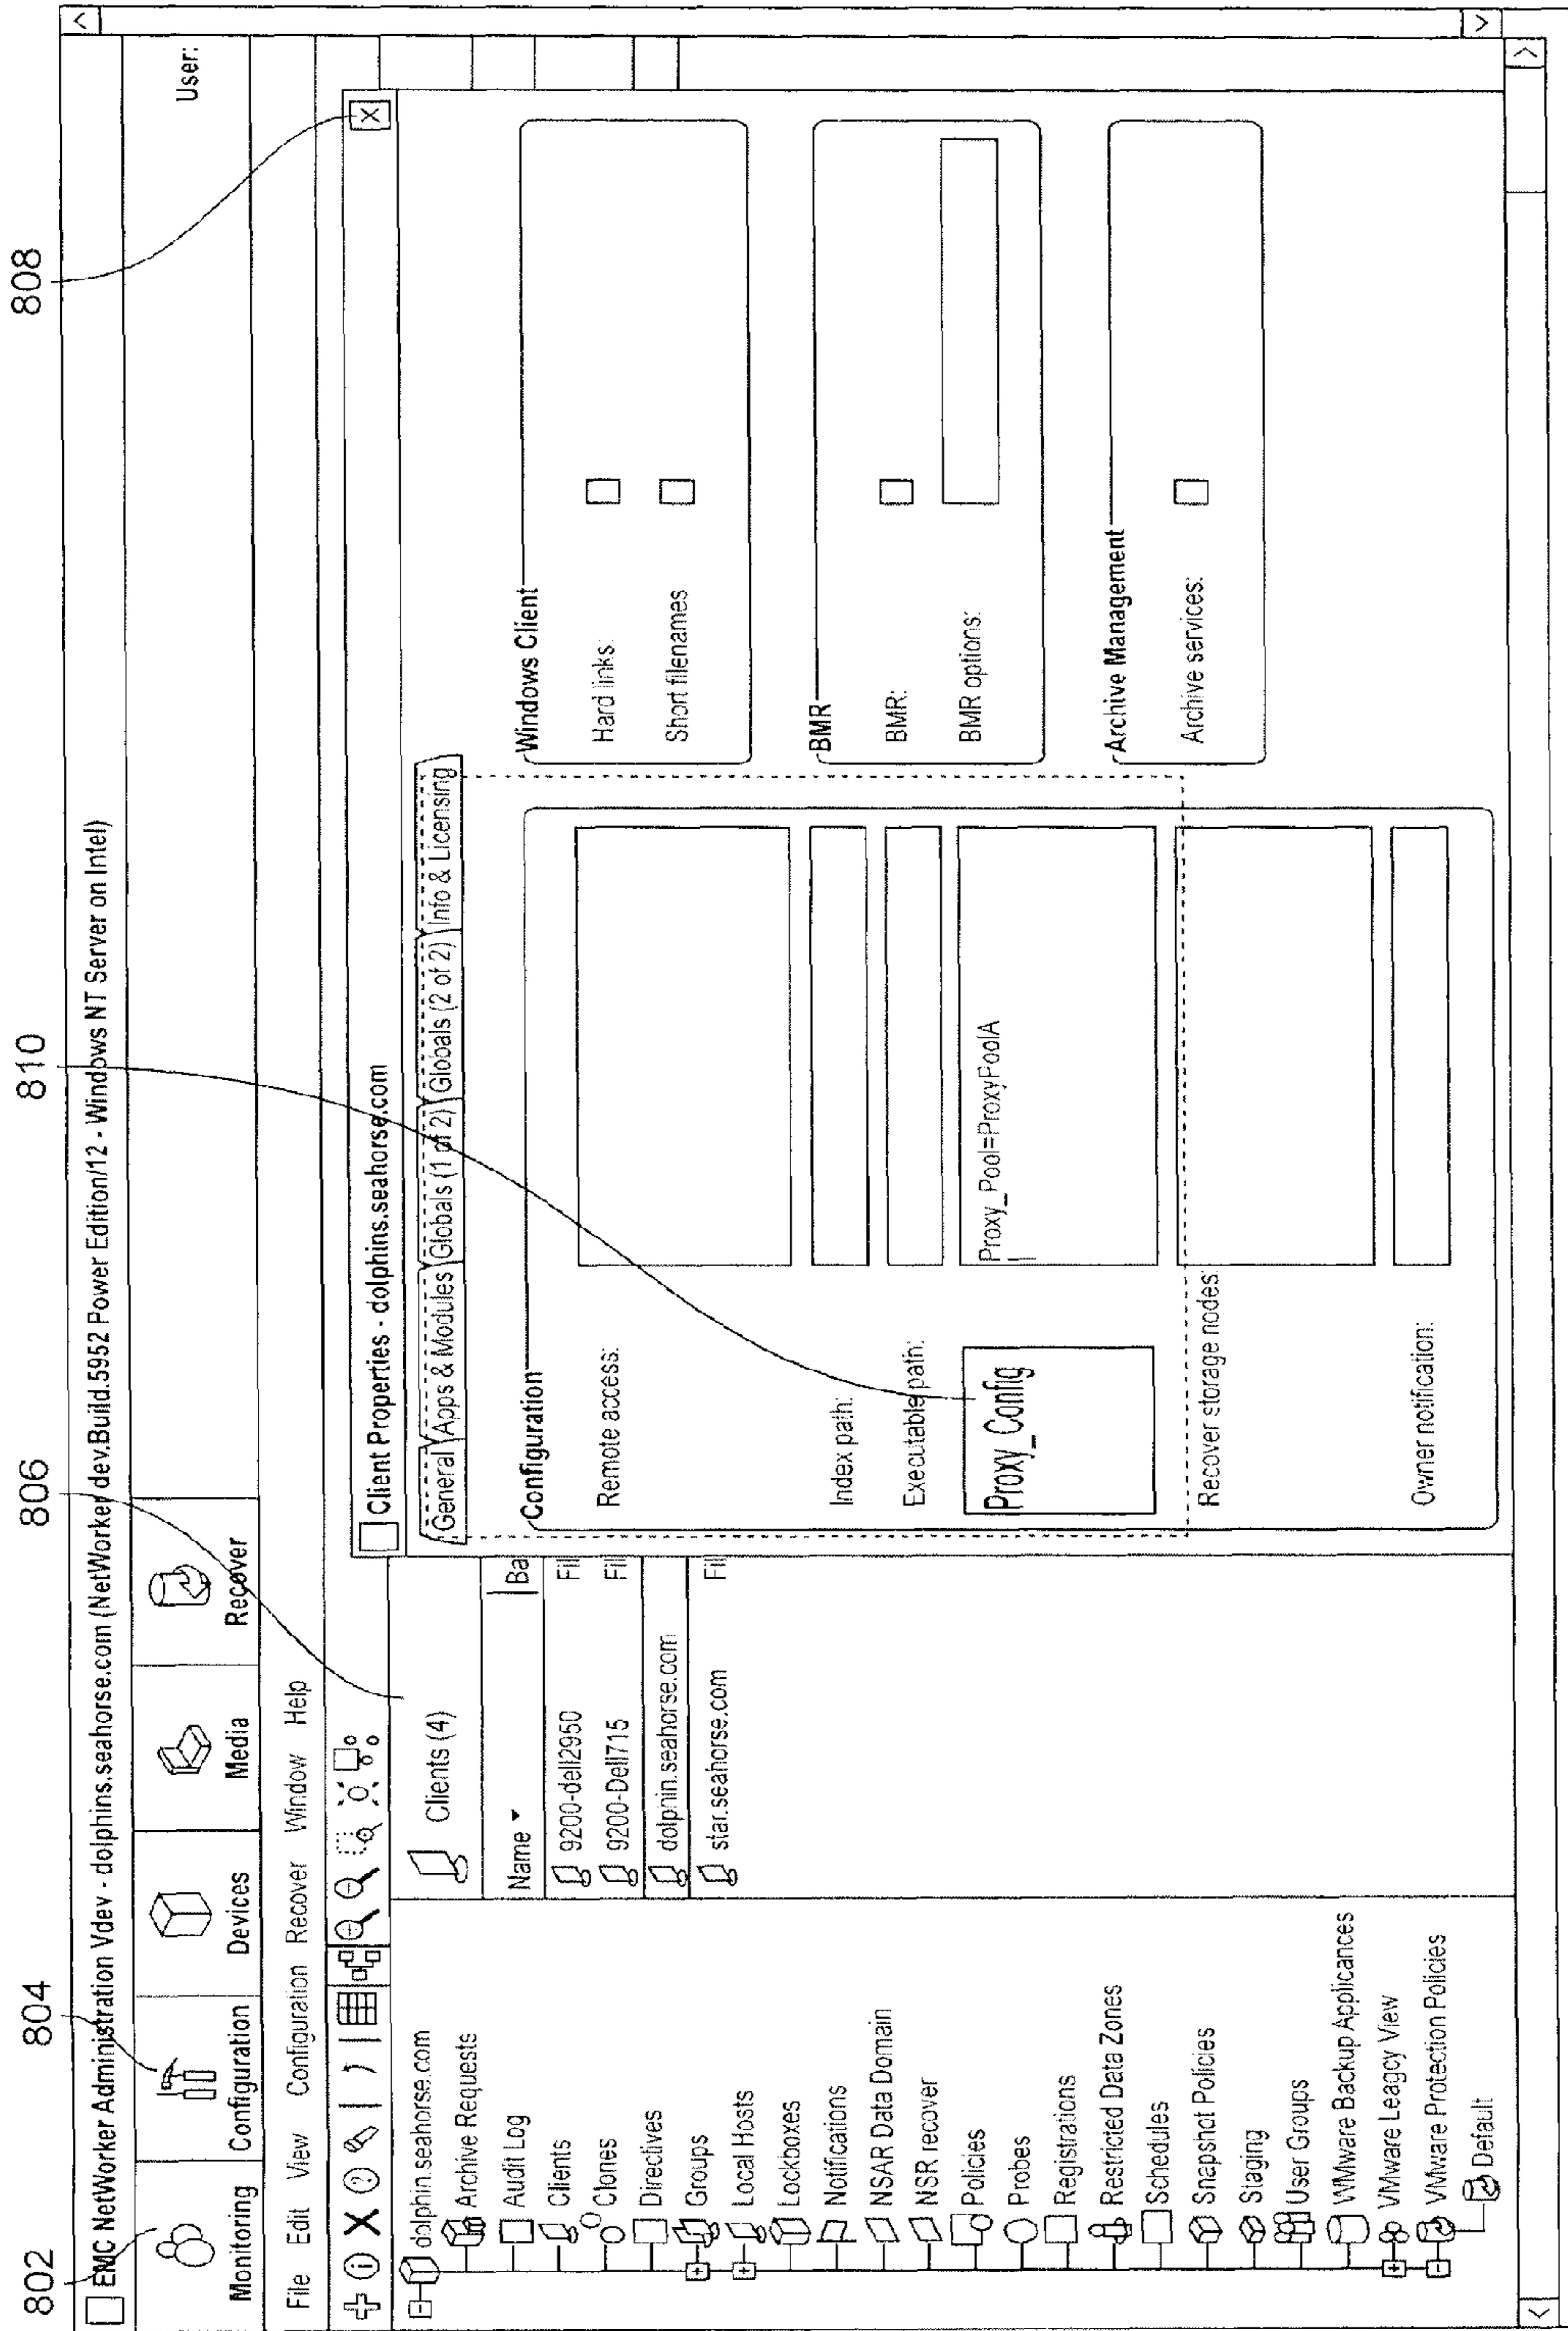 802
804
806
810
808
EMC NetWorker Administration Vdev - dolphins.seahorse.com (NetWorker dev.Build.5952 Power Edition/12 - Windows NT Server on Intel)
Monitoring
Configuration
Devices
Media
Recover
User:
File Edit View Configuration Recover Window Help
dolphin.seahorse.com
Archive Requests
Audit Log
Clients
Clones
Directives
Groups
Local Hosts
Lockboxes
Notifications
NSAR Data Domain
NSR recover
Policies
Probes
Registrations
Restricted Data Zones
Schedules
Snapshot Policies
Staging
User Groups
WMware Backup Applicances
VMware Leagcy View
VMware Protection Policies
Default
Clients (4)
Name Ba
9200-dell2950 Fil
9200-Dell715 Fil
dolphin.seahorse.com
star.seahorse.com Fil
Client Properties - dolphins.seahorse.com
X
General Apps & Modules Globals (1 of 2) Globals (2 of 2) Info & Licensing
Configuration
Remote access:
Index path:
Executable path:
Proxy_Config
Proxy_Pool=ProxyPoolA
Recover storage nodes:
Owner notification:
Windows Client
Hard links:
Short filenames
BMR
BMR:
BMR options:
Archive Management
Archive services: